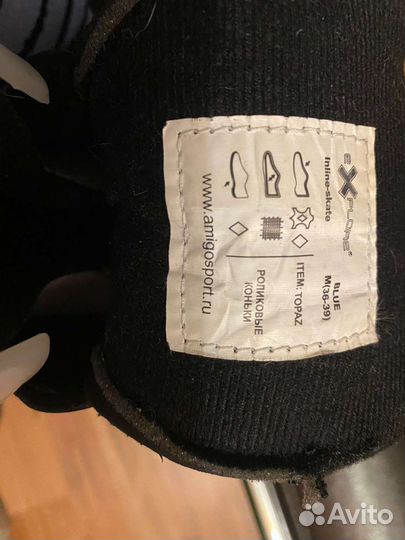 eXPLORE®
Inline-skate
BLUE
M(36-39)
ITEM: TOPAZ
РОЛИКОВЫЕ
КОНЬКИ
www.amigosport.ru
Avito